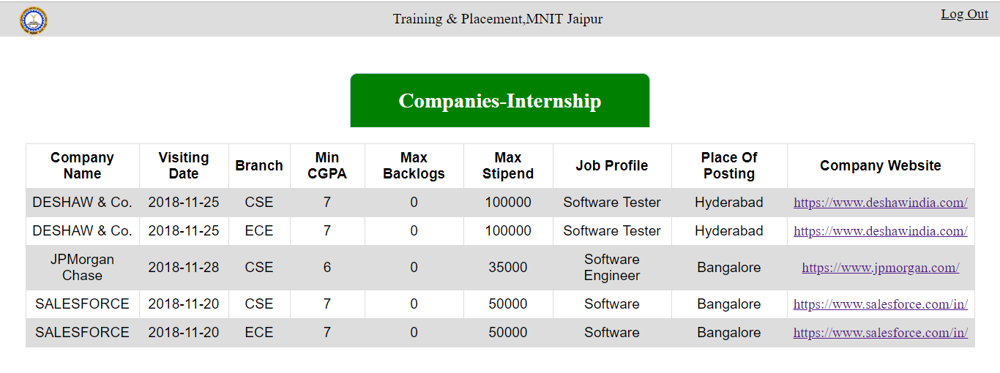 Training & Placement,MNIT Jaipur
Log Out
Companies-Internship
Company Name Visiting Date Branch Min CGPA Max Backlogs Max Stipend Job Profile Place Of Posting Company Website
DESHAW & Co. 2018-11-25 CSE 7 0 100000 Software Tester Hyderabad https://www.deshawindia.com/
DESHAW & Co. 2018-11-25 ECE 7 0 100000 Software Tester Hyderabad https://www.deshawindia.com/
JPMorgan Chase 2018-11-28 CSE 6 0 35000 Software Engineer Bangalore https://www.jpmorgan.com/
SALESFORCE 2018-11-20 CSE 7 0 50000 Software Bangalore https://www.salesforce.com/in/
SALESFORCE 2018-11-20 ECE 7 0 50000 Software Bangalore https://www.salesforce.com/in/